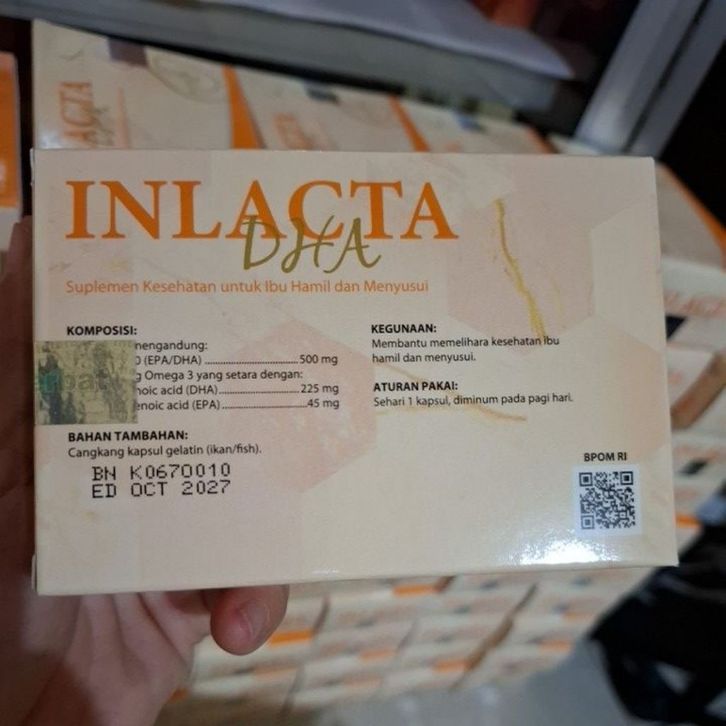 INLACTA
DHA
INLACTA
DHA
Suplemen Kesehatan untuk Ibu Hamil dan Menyusui
KOMPOSISI:
(EPA/DHA) ........................ 500 mg
Omega 3 yang setara dengan:
acid (DHA) ........................ 225 mg
acid (EPA) ........................ 45 mg
BAHAN TAMBAHAN:
Cangkang kapsul gelatin (ikan/fish).
BN K0670010
ED OCT 2027
KEGUNAAN:
Membantu memelihara kesehatan ibu
hamil dan menyusui.
ATURAN PAKAI:
Sehari 1 kapsul, diminum pada pagi hari.
BPOM RI